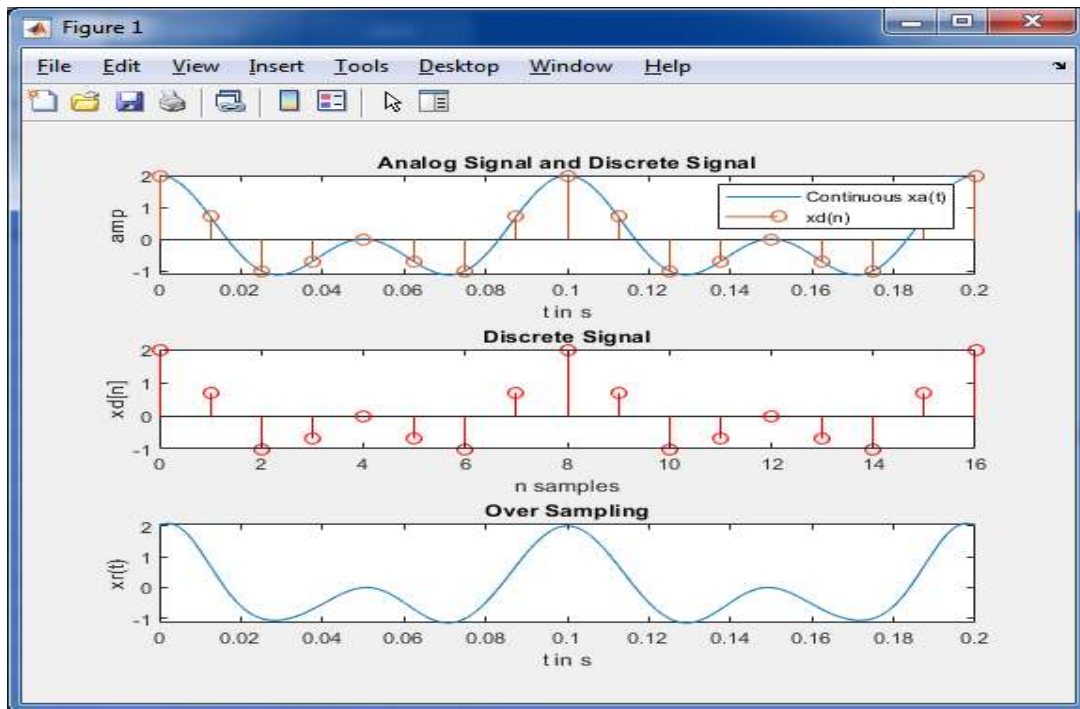 Figure 1
File Edit View Insert Tools Desktop Window Help
Analog Signal and Discrete Signal
amp
2
1
0
-1
Continuous xa(t)
xd(n)
0 0.02 0.04 0.06 0.08 0.1 0.12 0.14 0.16 0.18 0.2
t in s
Discrete Signal
xd[n]
2
1
0
-1
0 2 4 6 8 10 12 14 16
n samples
Over Sampling
xr(t)
2
1
0
-1
0 0.02 0.04 0.06 0.08 0.1 0.12 0.14 0.16 0.18 0.2
t in s